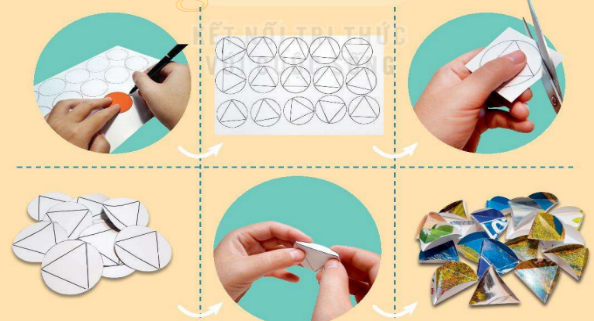 KẾT NỐI TRI THỨC
VỚI CUỘC SỐNG